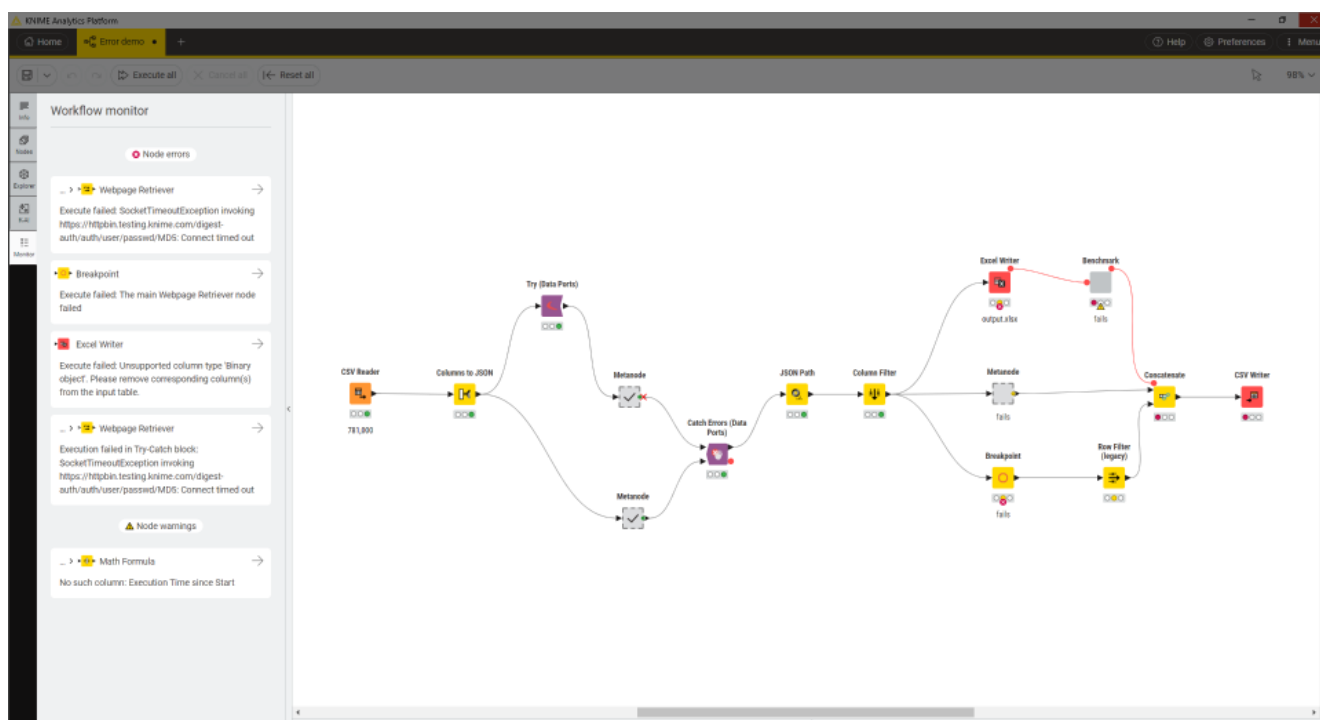 KNIME Analytics Platform
Home
Error demo
+
Help
Preferences
Menu
Execute all
Cancel all
Reset all
98%
Info
Nodes
Explorer
K-AI
Monitor
Workflow monitor
Node errors
... > Webpage Retriever
Execute failed: SocketTimeoutException invoking
https://httpbin.testing.knime.com/digest-
auth/auth/user/passwd/MD5: Connect timed out
Breakpoint
Execute failed: The main Webpage Retriever node
failed
Excel Writer
Execute failed: Unsupported column type 'Binary
object'. Please remove corresponding column(s)
from the input table.
... > Webpage Retriever
Execution failed in Try-Catch block:
SocketTimeoutException invoking
https://httpbin.testing.knime.com/digest-
auth/auth/user/passwd/MD5: Connect timed out
Node warnings
... > Math Formula
No such column: Execution Time since Start
CSV Reader
781,800
Columns to JSON
Try (Data Ports)
Metanode
Metanode
Catch Errors (Data
Ports)
JSON Path
Column Filter
Excel Writer
output.xlsx
Benchmark
fails
Metanode
fails
Breakpoint
fails
Row Filter
(legacy)
Concatenate
CSV Writer